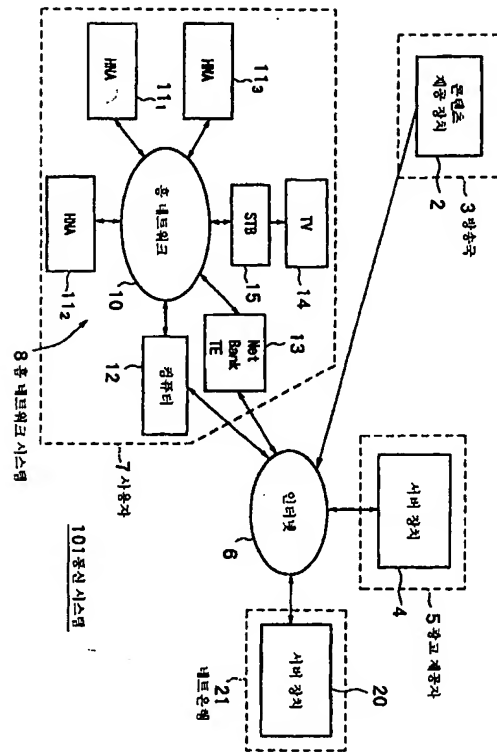 콘텐츠
제공 장치
2
3 방송국
서버 장치
4
5 광고 제공자
인터넷
6
서버 장치
20
21
네트은행
TV
14
STB
15
Net
Bank
TE
13
컴퓨터
12
홈 네트워크
10
HNA
11₃
HNA
11₁
HNA
11₂
7 사용자
8 홈 네트워크 시스템
101통신 시스템